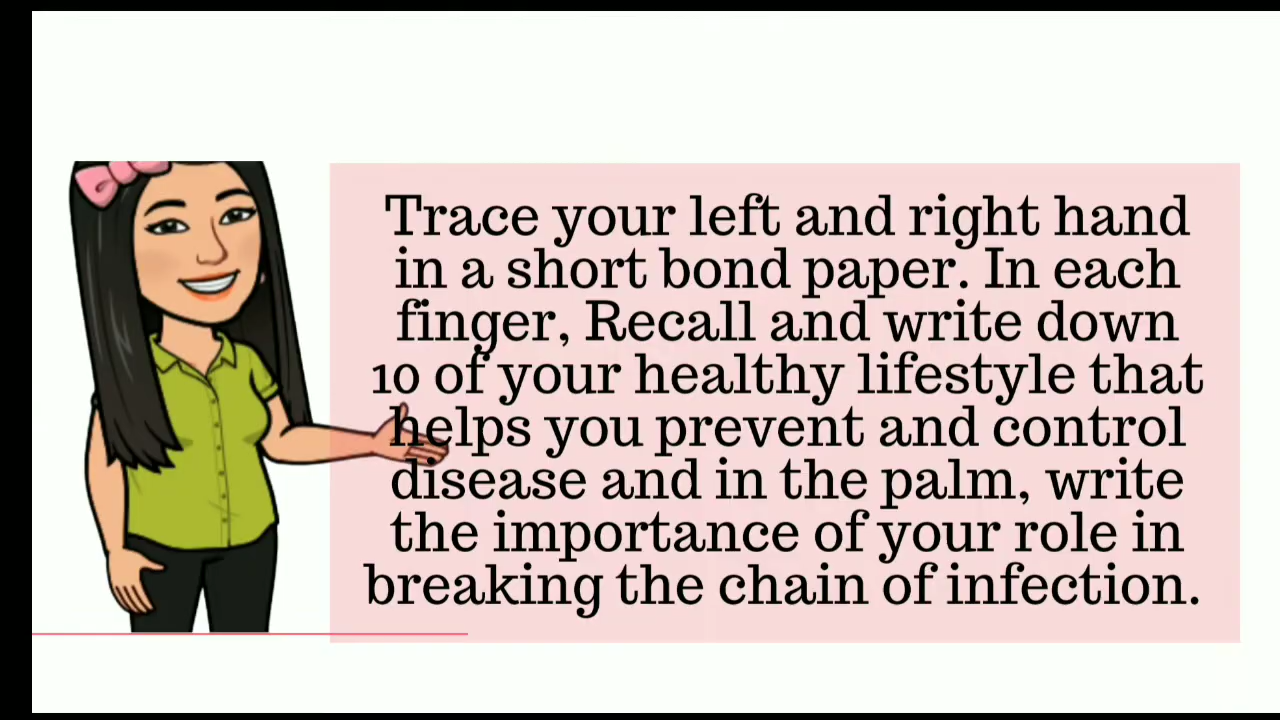 Trace your left and right hand
in a short bond paper. In each
finger, Recall and write down
10 of your healthy lifestyle that
helps you prevent and control
disease and in the palm, write
the importance of your role in
breaking the chain of infection.